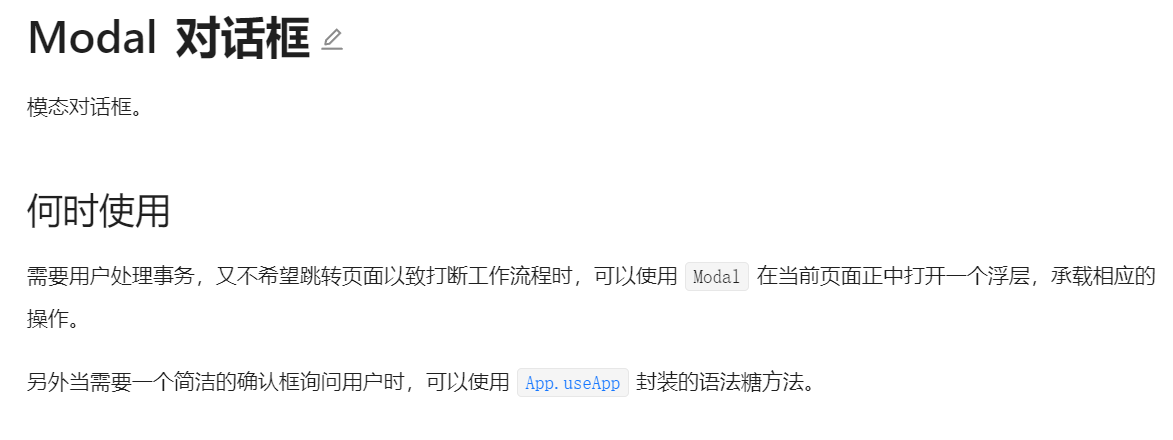 Modal 对话框
模态对话框。
何时使用
需要用户处理事务，又不希望跳转页面以致打断工作流程时，可以使用 Modal 在当前页面正中打开一个浮层，承载相应的
操作。
另外当需要一个简洁的确认框询问用户时，可以使用 App.useApp 封装的语法糖方法。